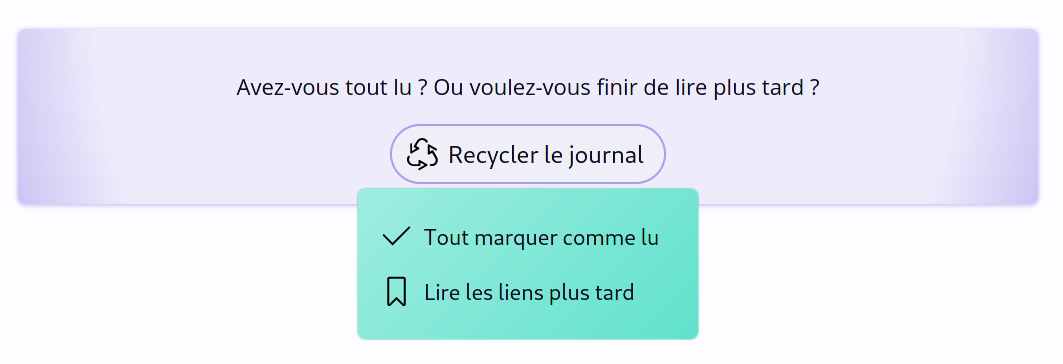 Avez-vous tout lu ? Ou voulez-vous finir de lire plus tard ?
Recycler le journal
Tout marquer comme lu
Lire les liens plus tard